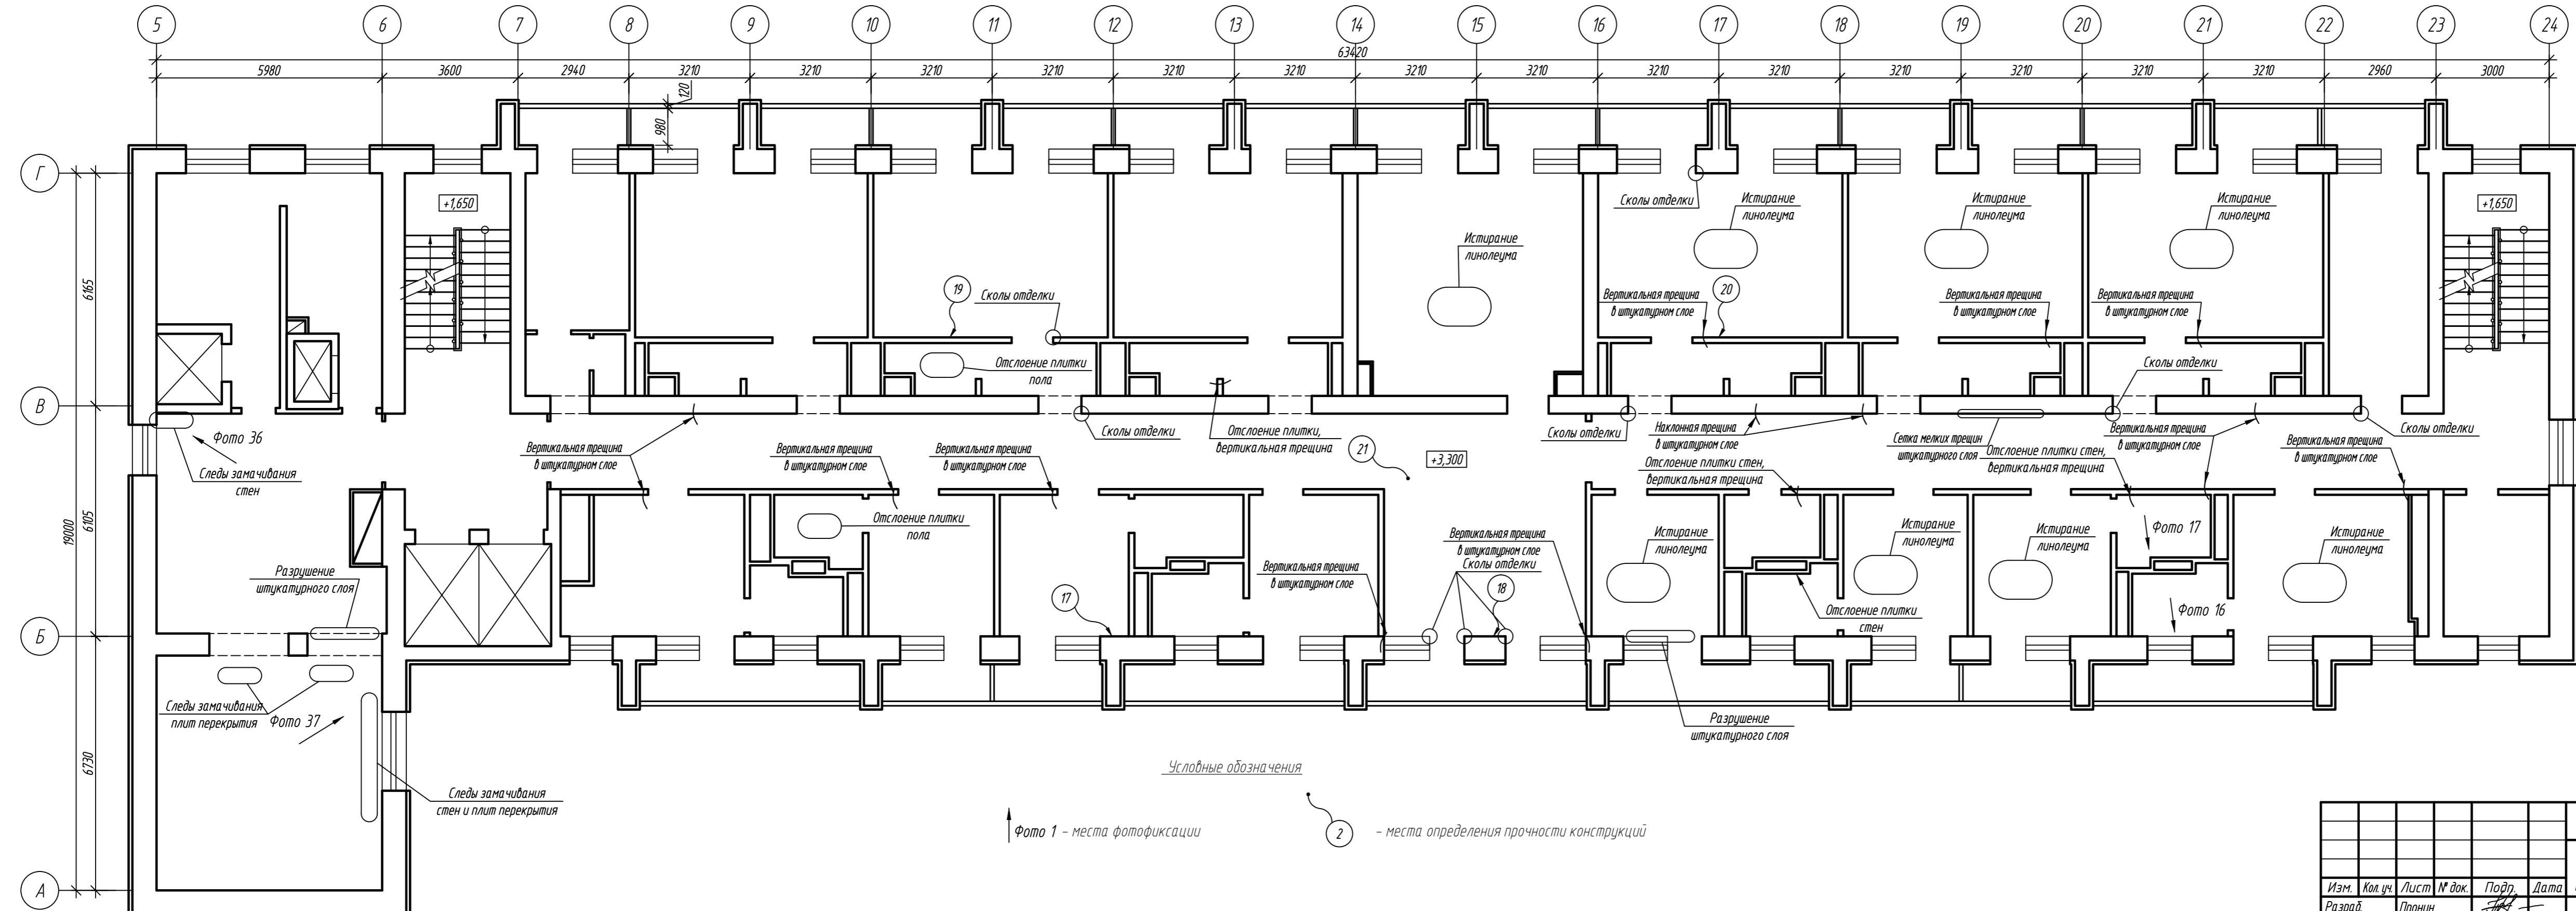 5 6 7 8 9 10 11 12 13 14 15 16 17 18 19 20 21 22 23 24
63420
5980 3600 2940 3210 3210 3210 3210 3210 3210 3210 3210 3210 3210 3210 3210 3210 3210 2960 3000
120
980
Г
+1,650
Сколы отделки
Истирание
линолеума
Истирание
линолеума
Истирание
линолеума
+1,650
Истирание
линолеума
6165
19
Сколы отделки
Вертикальная трещина
в штукатурном слое
20
Вертикальная трещина
в штукатурном слое
Вертикальная трещина
в штукатурном слое
Отслоение плитки
пола
Сколы отделки
В
Фото 36
Следы замачивания
стен
Вертикальная трещина
в штукатурном слое
Вертикальная трещина
в штукатурном слое
Вертикальная трещина
в штукатурном слое
Сколы отделки
Отслоение плитки,
вертикальная трещина
21
+3,300
Сколы отделки
Наклонная трещина
в штукатурном слое
Сетка мелких трещин
штукатурного слоя
Вертикальная трещина
в штукатурном слое
Сколы отделки
Отслоение плитки стен,
вертикальная трещина
Отслоение плитки стен,
вертикальная трещина
Вертикальная трещина
в штукатурном слое
19000
6105
Отслоение плитки
пола
Фото 17
Разрушение
штукатурного слоя
Вертикальная трещина
в штукатурном слое
Вертикальная трещина
в штукатурном слое
Сколы отделки
Истирание
линолеума
Истирание
линолеума
Истирание
линолеума
Истирание
линолеума
17
18
Отслоение плитки
стен
Фото 16
Б
Следы замачивания
плит перекрытия
Фото 37
Разрушение
штукатурного слоя
6730
Следы замачивания
стен и плит перекрытия
Условные обозначения
Фото 1 - места фотофиксации
2 - места определения прочности конструкций
А
Изм. Кол. уч. Лист № док. Подп. Дата
Разраб. Пронин